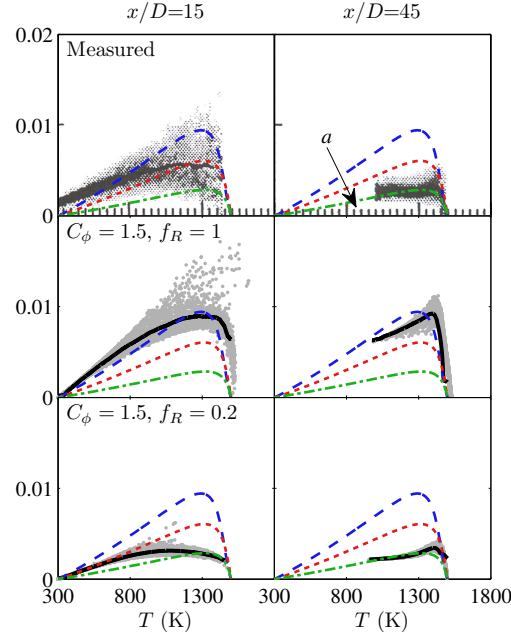 x/D=15 x/D=45
0.02
Measured
0.01
a
0
C_ϕ = 1.5, f_R = 1
0.01
0
C_ϕ = 1.5, f_R = 0.2
0.01
0
300 800 1300 300 800 1300 1800
T (K) T (K)